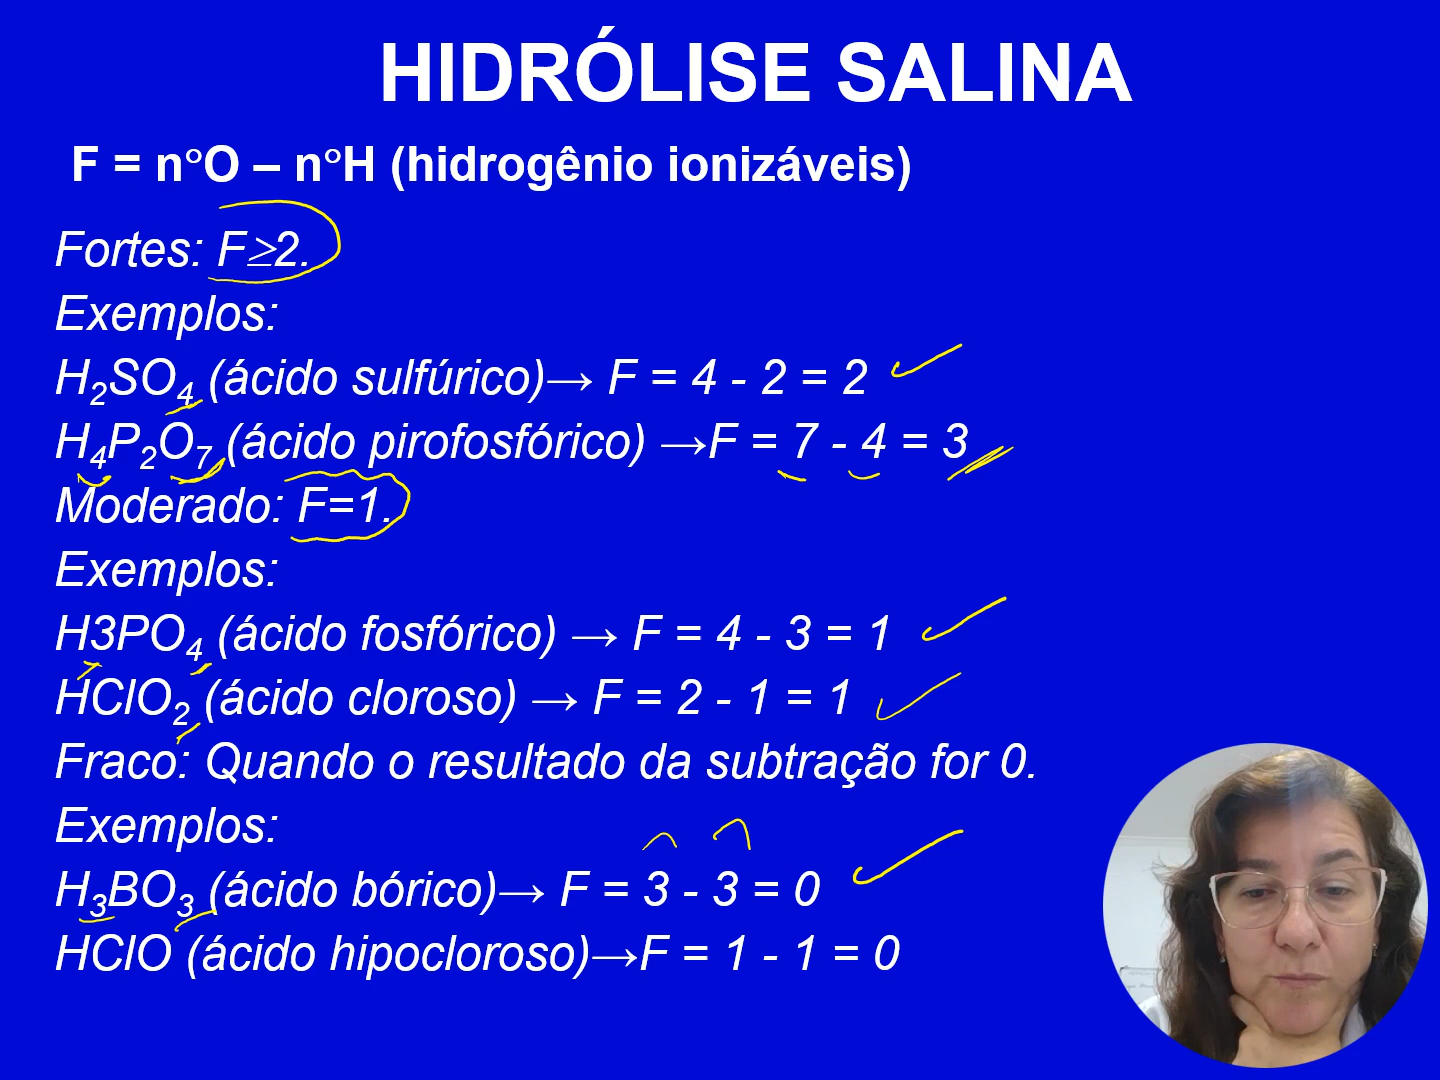 HIDRÓLISE SALINA
F = n°O – n°H (hidrogênio ionizáveis)
Fortes: F≥2.
Exemplos:
H₂SO₄ (ácido sulfúrico)→ F = 4 - 2 = 2
H₄P₂O₇ (ácido pirofosfórico) →F = 7 - 4 = 3
Moderado: F=1.
Exemplos:
H3PO₄ (ácido fosfórico) → F = 4 - 3 = 1
HClO₂ (ácido cloroso) → F = 2 - 1 = 1
Fraco: Quando o resultado da subtração for 0.
Exemplos:
H₃BO₃ (ácido bórico)→ F = 3 - 3 = 0
HClO (ácido hipocloroso)→F = 1 - 1 = 0